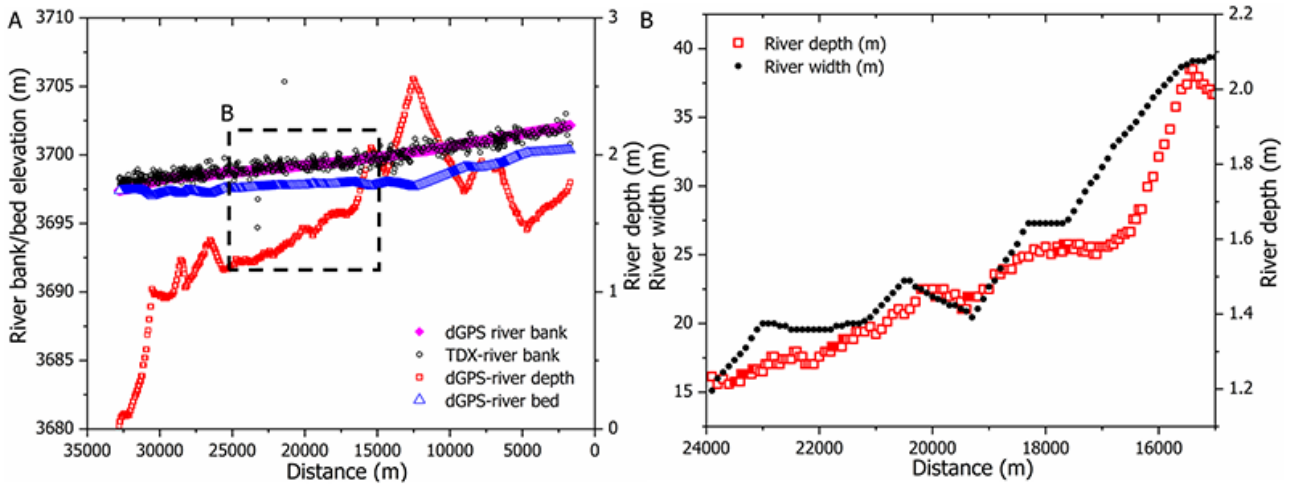 A
River bank/bed elevation (m)
3710
3705
3700
3695
3690
3685
3680
B
dGPS river bank
TDX-river bank
dGPS-river depth
dGPS-river bed
35000 30000 25000 20000 15000 10000 5000 0
Distance (m)
3
2
1
0
River depth (m)
B
River width (m)
40
35
30
25
20
15
River depth (m)
River width (m)
24000 22000 20000 18000 16000
Distance (m)
2.2
2.0
1.8
1.6
1.4
1.2
River depth (m)